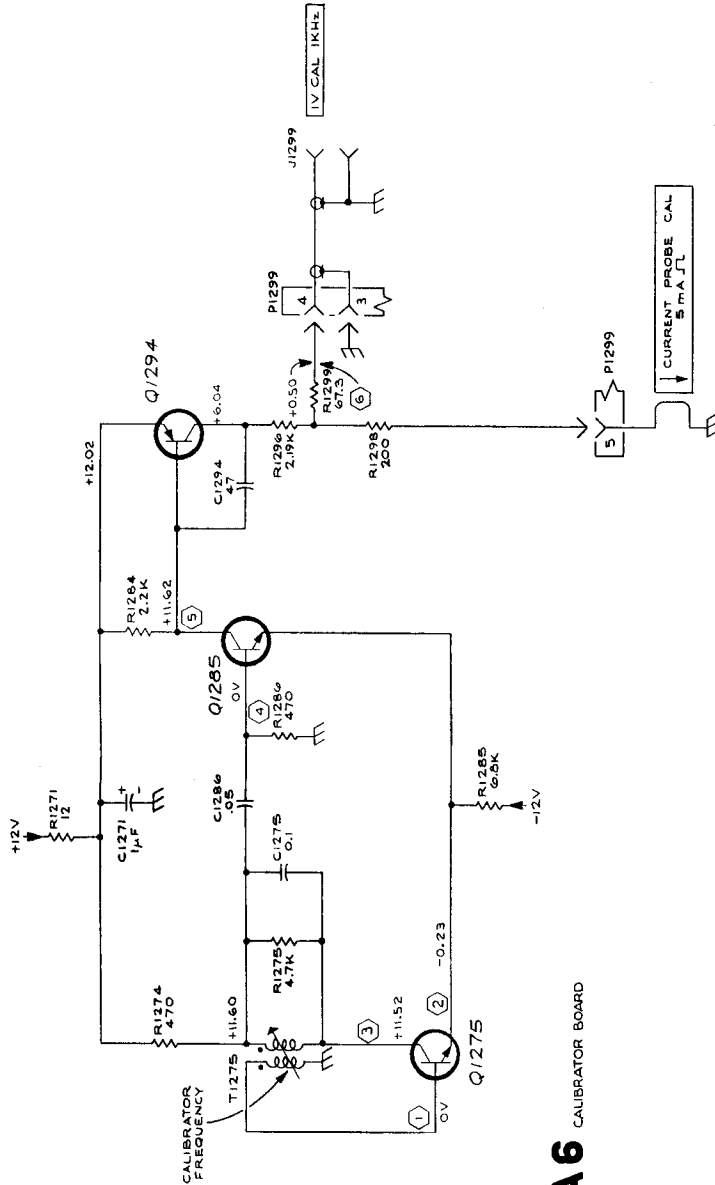 CALIBRATOR
FREQUENCY
T1275
+12V
R1271
12
C1271
1µF
+
-
R1274
470
+11.60
R1275
4.7K
C1275
0.1
C1286
.05
R1286
470
R1284
2.2K
+11.62
5
Q1285
0V
4
+12.02
Q1294
+6.04
C1294
47
R1296
2.19K
+0.50
R1299
67.3
6
R1298
200
P1299
4
3
J1299
1V CAL 1KHz
5
P1299
CURRENT PROBE CAL
5 mA
3
+11.52
1
0V
2
-0.23
Q1275
R1285
6.8K
-12V
A6 CALIBRATOR BOARD